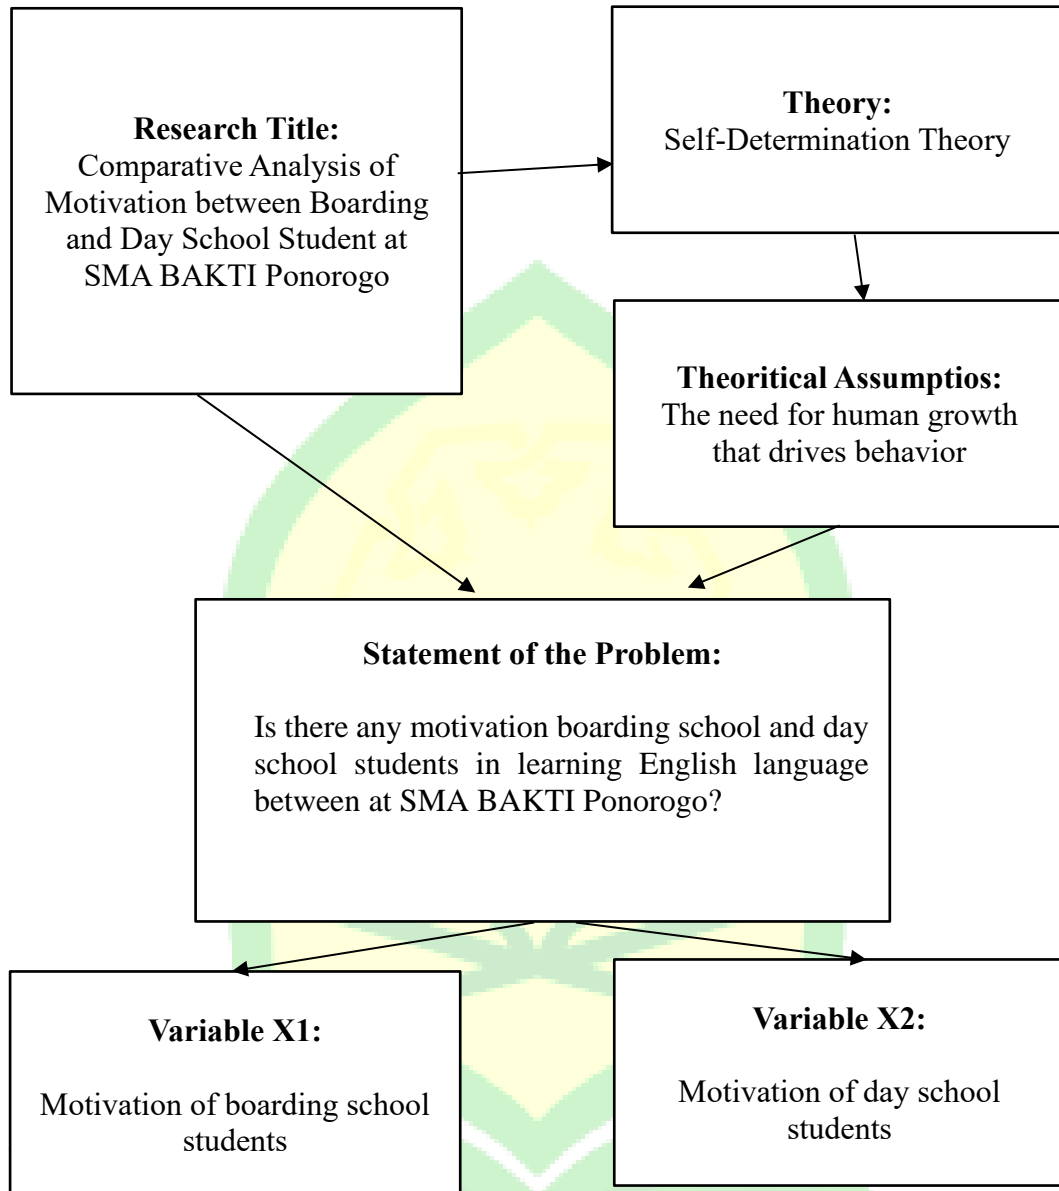 Research Title:
Comparative Analysis of
Motivation between Boarding
and Day School Student at
SMA BAKTI Ponorogo
Theory:
Self-Determination Theory
Theoritical Assumptios:
The need for human growth
that drives behavior
Statement of the Problem:
Is there any motivation boarding school and day
school students in learning English language
between at SMA BAKTI Ponorogo?
Variable X1:
Motivation of boarding school
students
Variable X2:
Motivation of day school
students